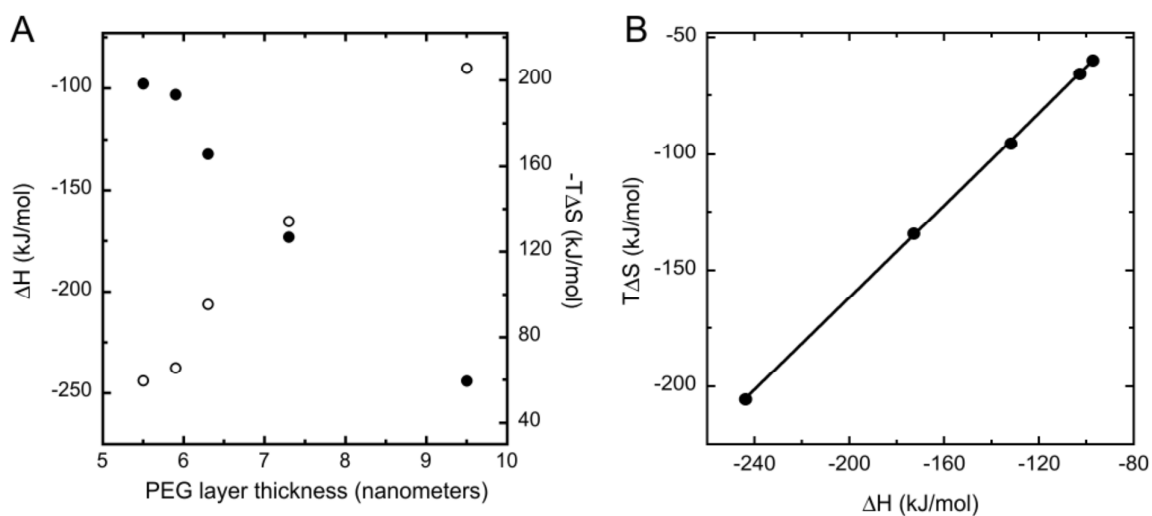 A
-100
-150
-200
-250
ΔH (kJ/mol)
200
160
120
80
40
-TΔS (kJ/mol)
5 6 7 8 9 10
PEG layer thickness (nanometers)
B
-50
-100
-150
-200
TΔS (kJ/mol)
-240 -200 -160 -120 -80
ΔH (kJ/mol)